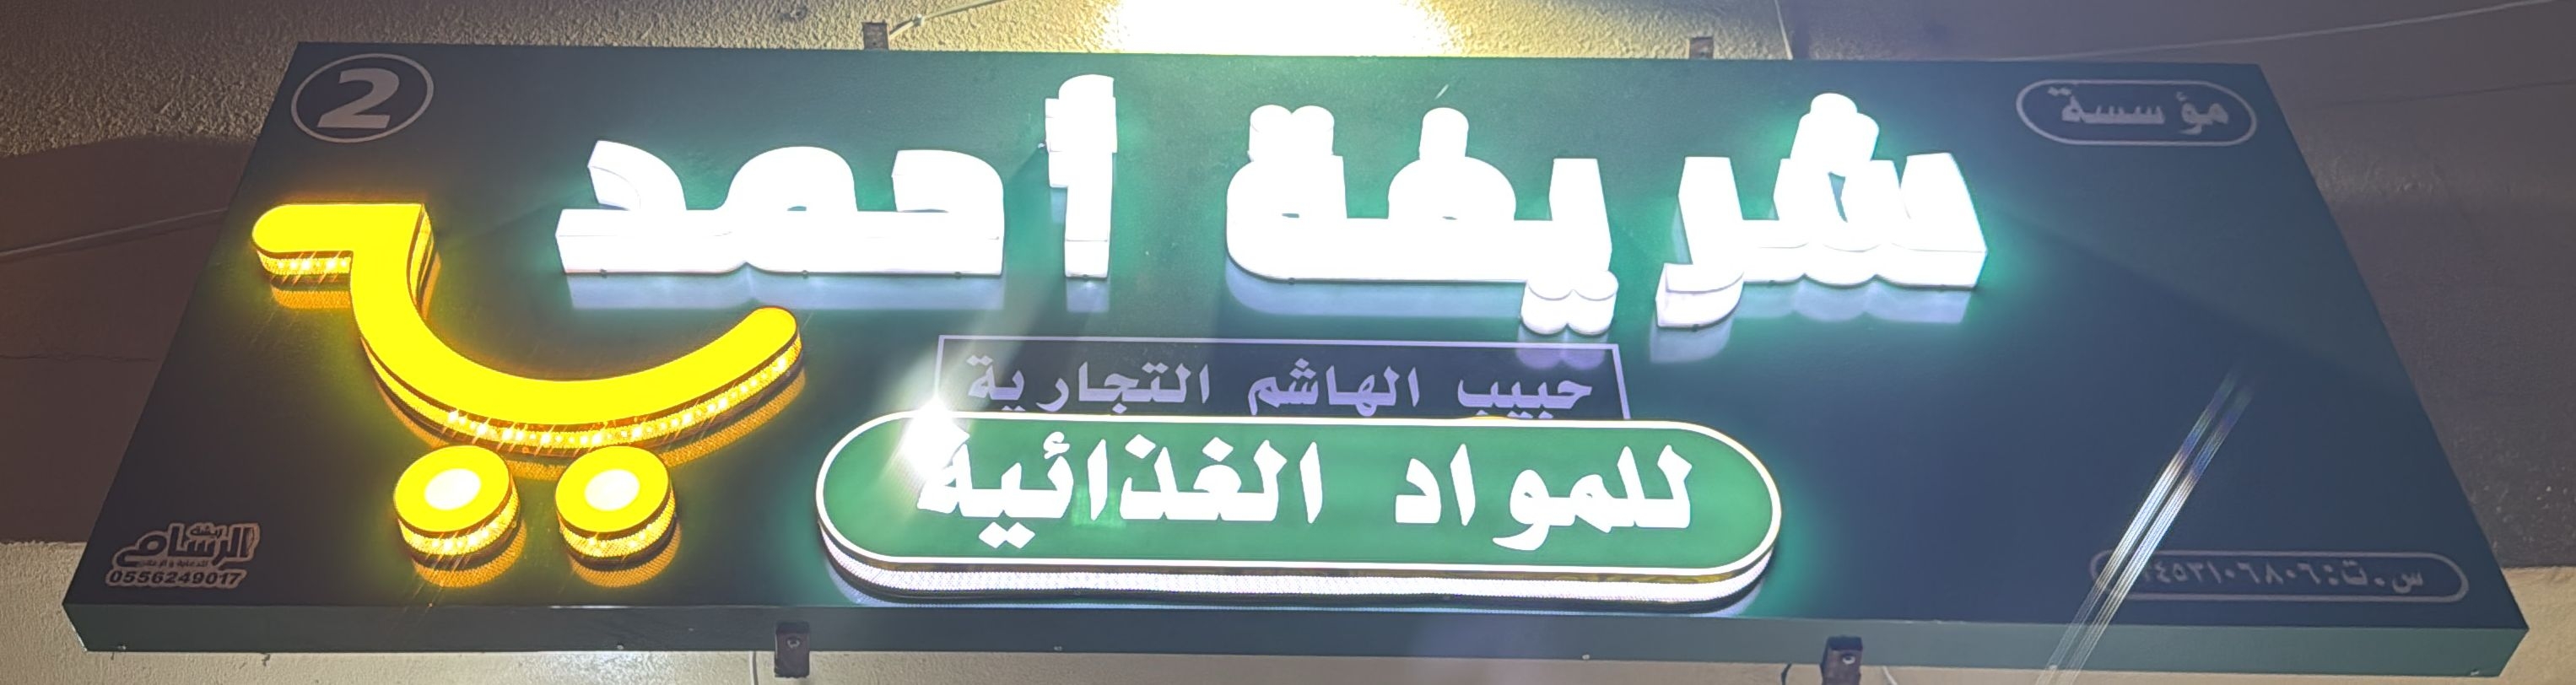 مؤسسة
2
شريفة أحمد
حبيب الهاشم التجارية
للمواد الغذائية
الرسام
0556249017
س.ت: